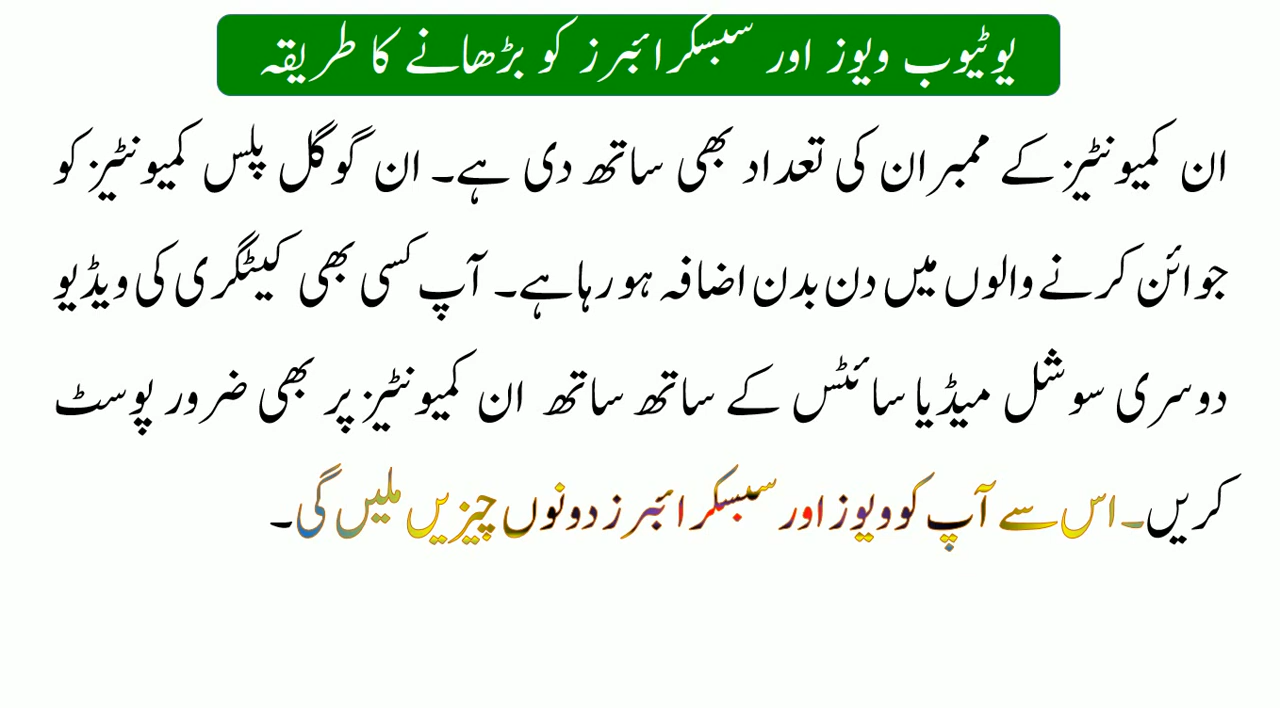 یوٹیوب ویوز اور سبسکرائبرز کو بڑھانے کا طریقہ
ان کمیونٹیز کے ممبران کی تعداد بھی ساتھ دی ہے۔ ان گوگل پلس کمیونٹیز کو
جوائن کرنے والوں میں دن بدن اضافہ ہو رہا ہے۔ آپ کسی بھی کیٹگری کی ویڈیو
دوسری سوشل میڈیا سائٹس کے ساتھ ساتھ ان کمیونٹیز پر بھی ضرور پوسٹ
کریں۔ اس سے آپ کو ویوز اور سبسکرائبرز دونوں چیزیں ملیں گی۔